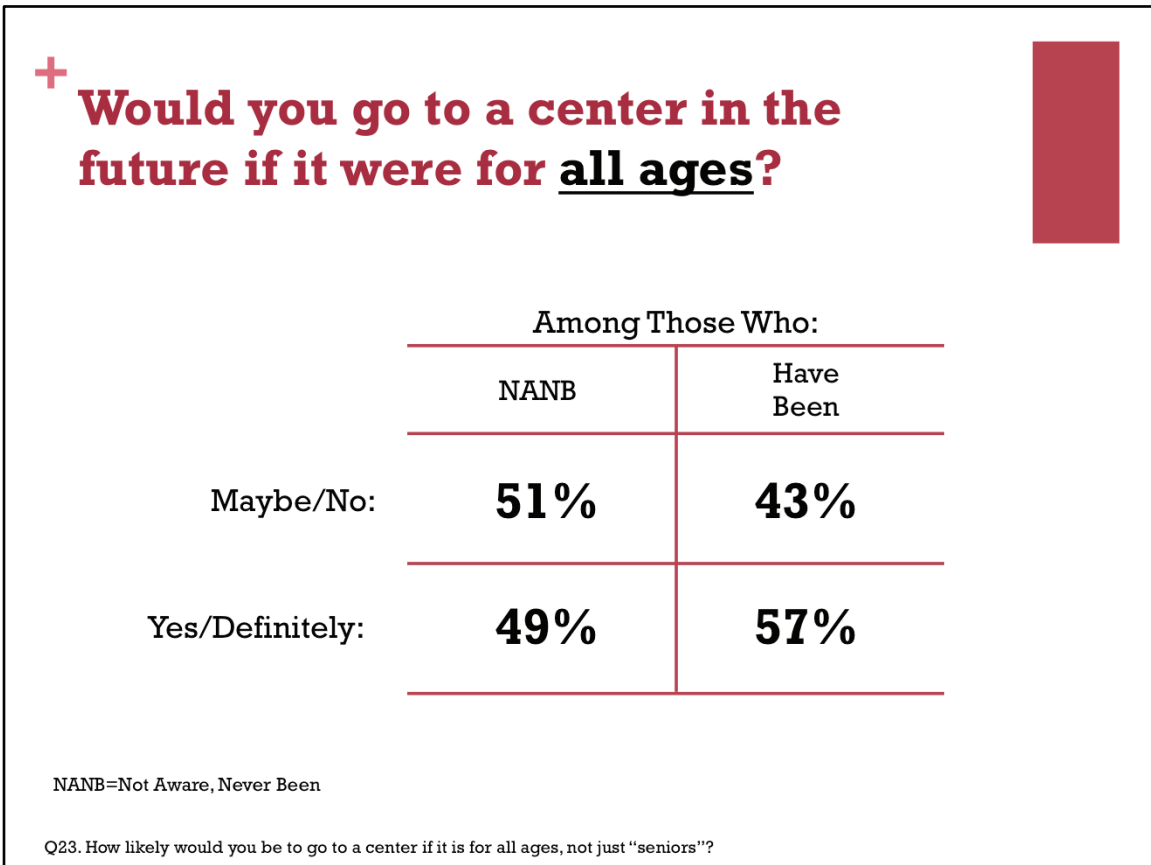 +
Would you go to a center in the
future if it were for all ages?
Among Those Who:
NANB
Have
Been
Maybe/No:
51%
43%
Yes/Definitely:
49%
57%
NANB=Not Aware, Never Been
Q23. How likely would you be to go to a center if it is for all ages, not just “seniors”?